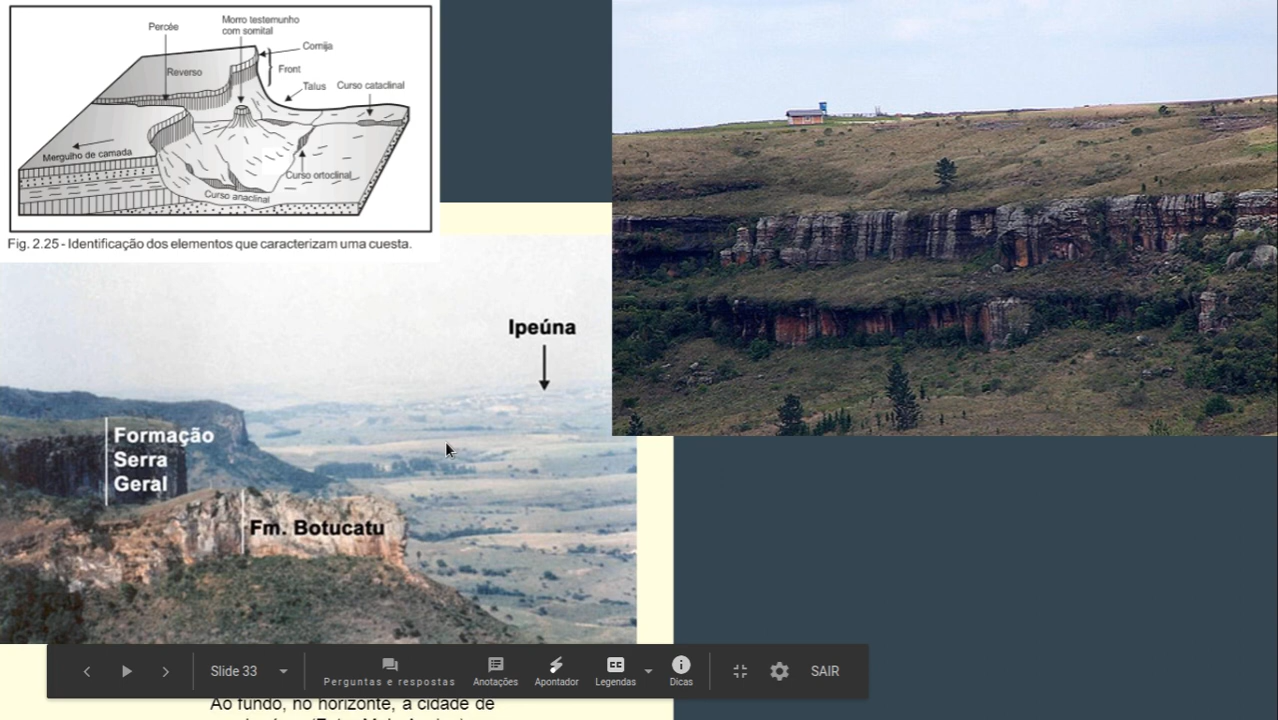 Percée
Morro testemunho
com somital
Cornija
Front
Reverso
Talus
Curso cataclinal
Mergulho de camada
Curso ortoclinal
Curso anaclinal
Fig. 2.25 - Identificação dos elementos que caracterizam uma cuesta.
Ipeúna
Formação
Serra
Geral
Fm. Botucatu
Slide 33
Perguntas e respostas
Anotações
Apontador
CC
Legendas
Dicas
SAIR
Ao fundo, no horizonte, a cidade de